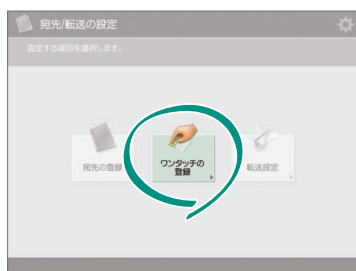 宛先/転送の設定
設定する項目を選択します。
宛先の登録
ワンタッチの
登録
転送設定